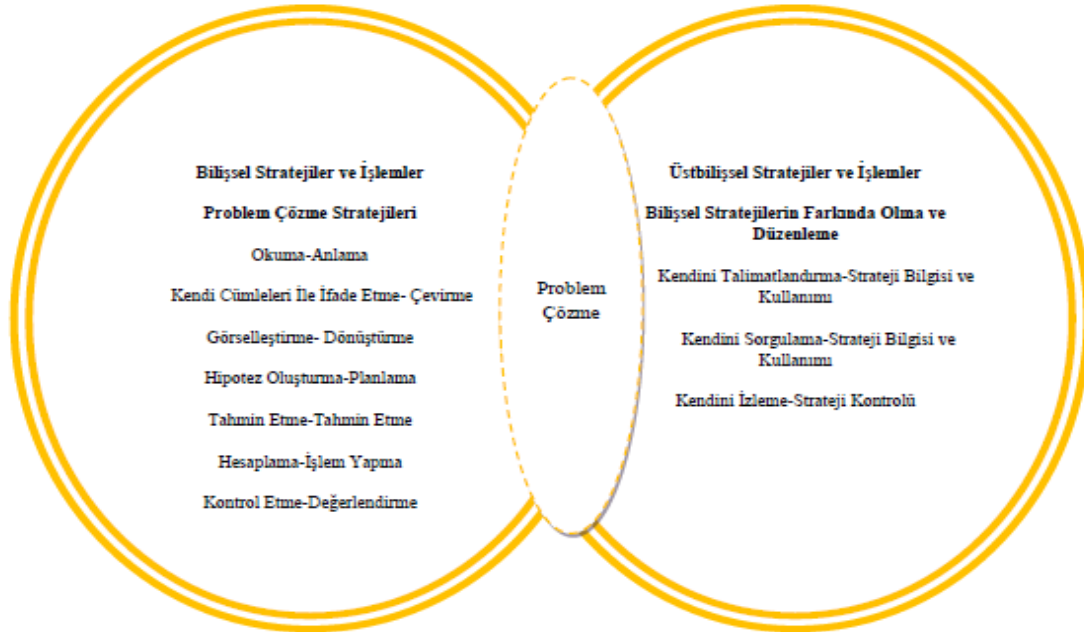 Bilişsel Stratejiler ve İşlemler
Problem Çözme Stratejileri
Okuma-Anlama
Kendi Cümleleri İle İfade Etme- Çevirme
Görselleştirme- Dönüştürme
Hipotez Oluşturma-Planlama
Tahmin Etme-Tahmin Etme
Hesaplama-İşlem Yapma
Kontrol Etme-Değerlendirme
Problem
Çözme
Üstbilişsel Stratejiler ve İşlemler
Bilişsel Stratejilerin Farkında Olma ve
Düzenleme
Kendini Talimatlandırma-Strateji Bilgisi ve
Kullanımı
Kendini Sorgulama-Strateji Bilgisi ve
Kullanımı
Kendini İzleme-Strateji Kontrolü